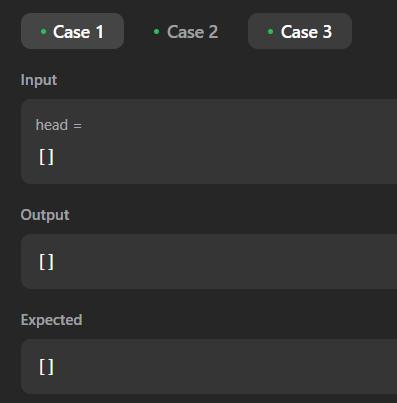 Case 1 Case 2 Case 3
Input
head =
[]
Output
[]
Expected
[]